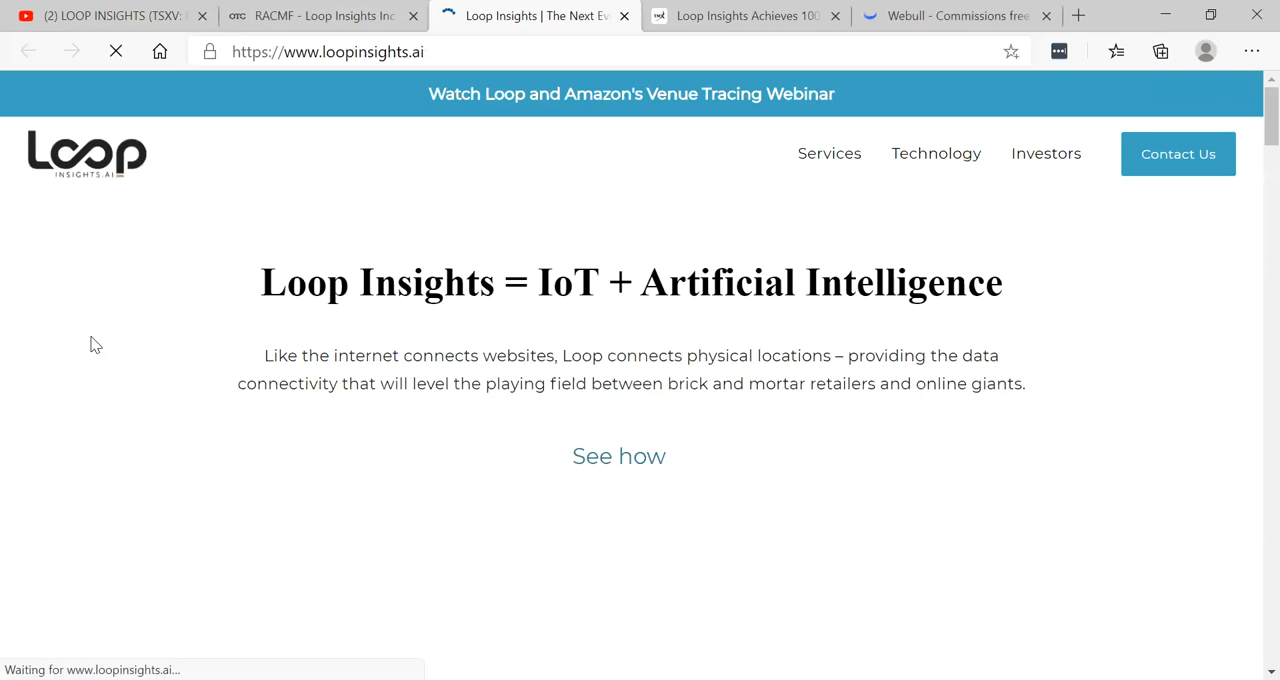 (2) LOOP INSIGHTS (TSXV:
OTC RACMF - Loop Insights Inc
Loop Insights | The Next Ev
Loop Insights Achieves 100
Webull - Commissions free
https://www.loopinsights.ai
Watch Loop and Amazon's Venue Tracing Webinar
Loop
INSIGHTS.AI
Services
Technology
Investors
Contact Us
Loop Insights = IoT + Artificial Intelligence
Like the internet connects websites, Loop connects physical locations – providing the data
connectivity that will level the playing field between brick and mortar retailers and online giants.
See how
Waiting for www.loopinsights.ai...